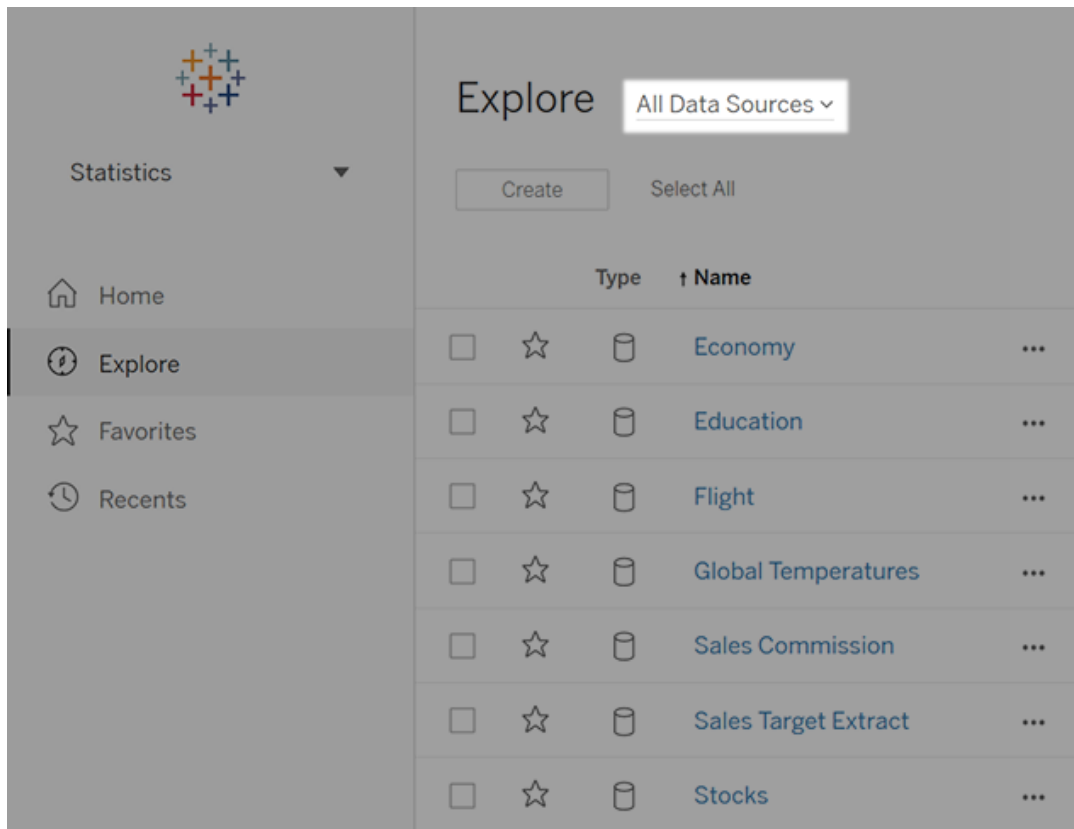 Statistics
Home
Explore
Favorites
Recents
Explore All Data Sources
Create Select All
Type ↑ Name
Economy
Education
Flight
Global Temperatures
Sales Commission
Sales Target Extract
Stocks